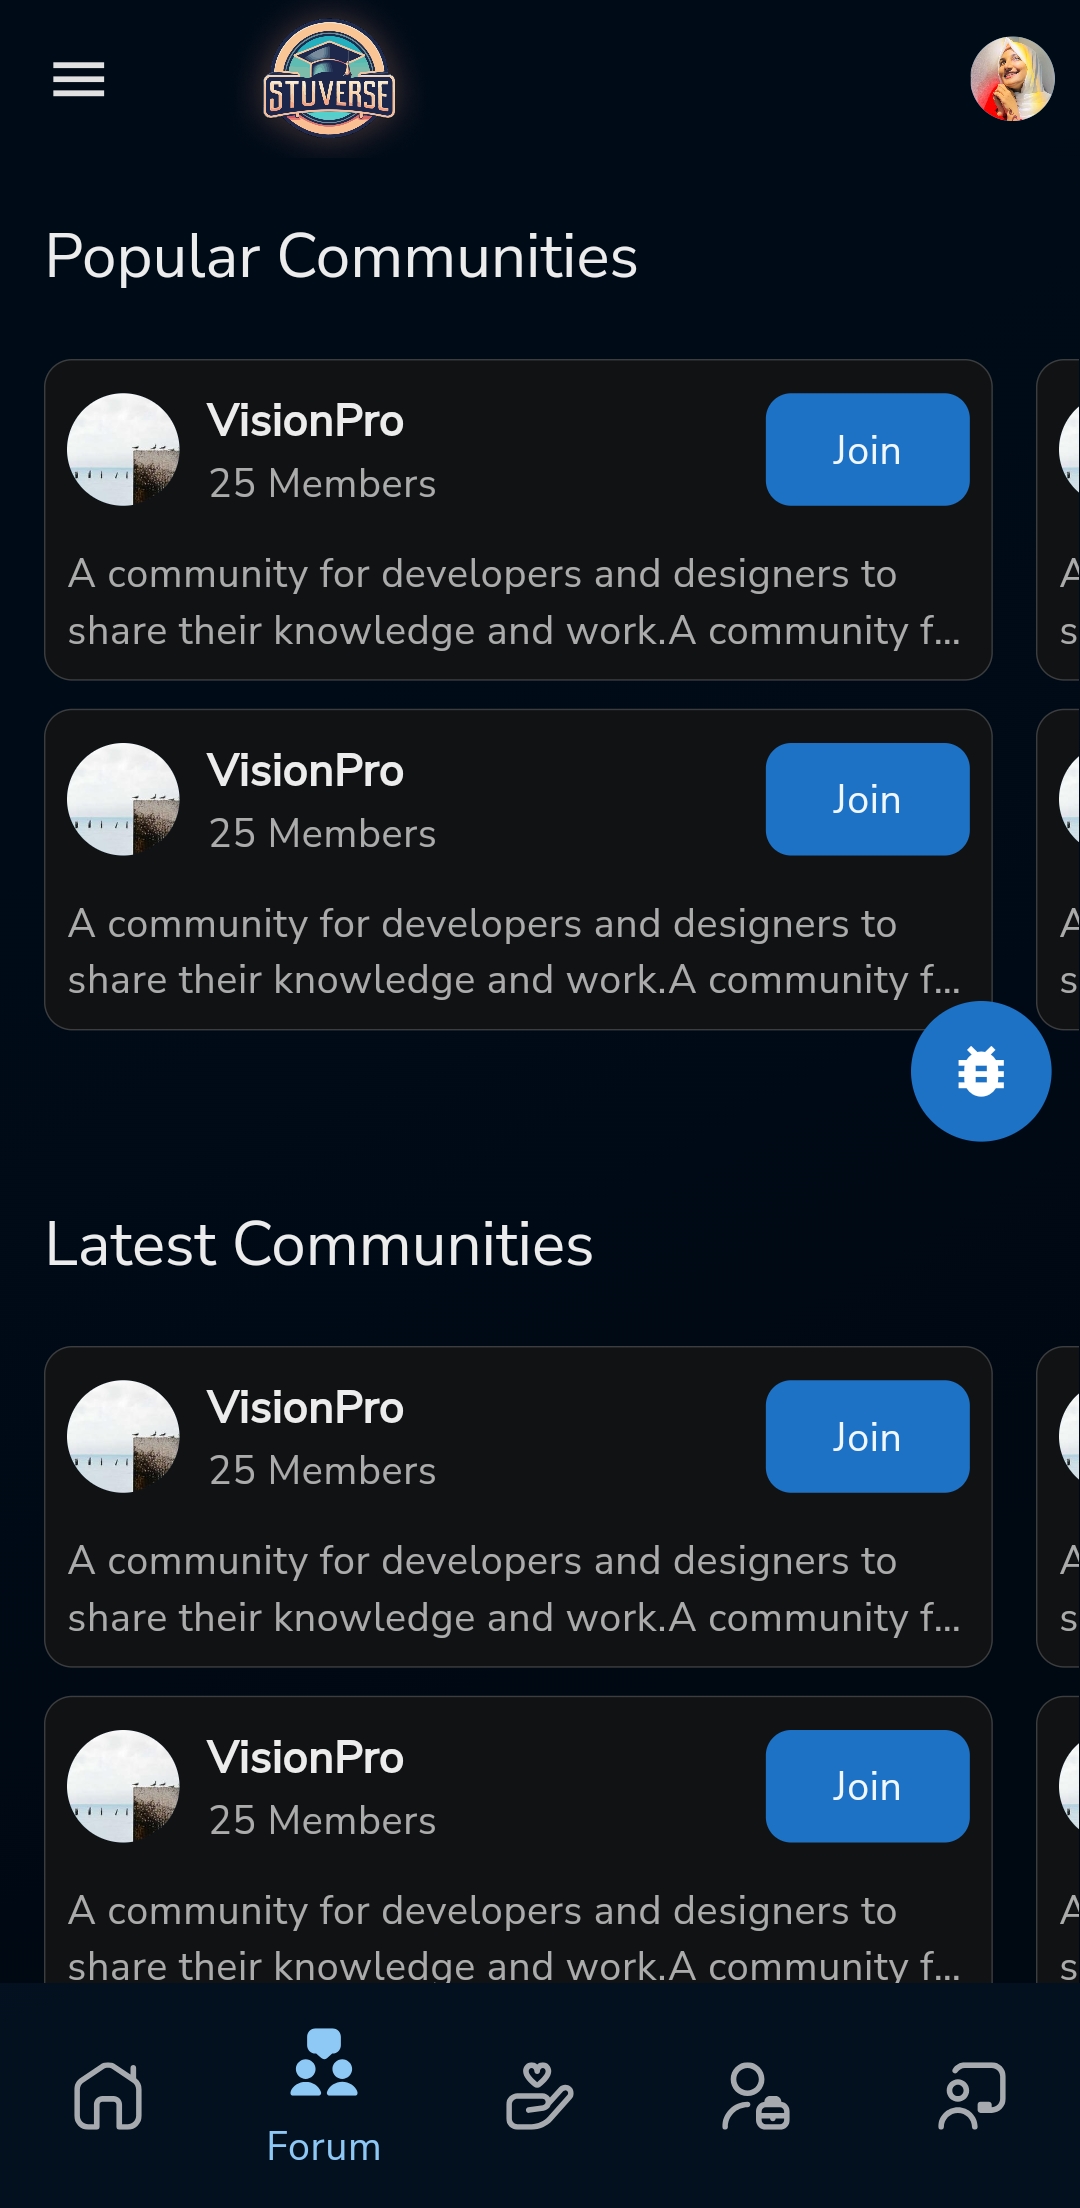 STUVERSE
Popular Communities
VisionPro
Join
25 Members
A community for developers and designers to
share their knowledge and work.A community f...
VisionPro
Join
25 Members
A community for developers and designers to
share their knowledge and work.A community f...
Latest Communities
VisionPro
Join
25 Members
A community for developers and designers to
share their knowledge and work.A community f...
VisionPro
Join
25 Members
A community for developers and designers to
share their knowledge and work.A community f...
Forum